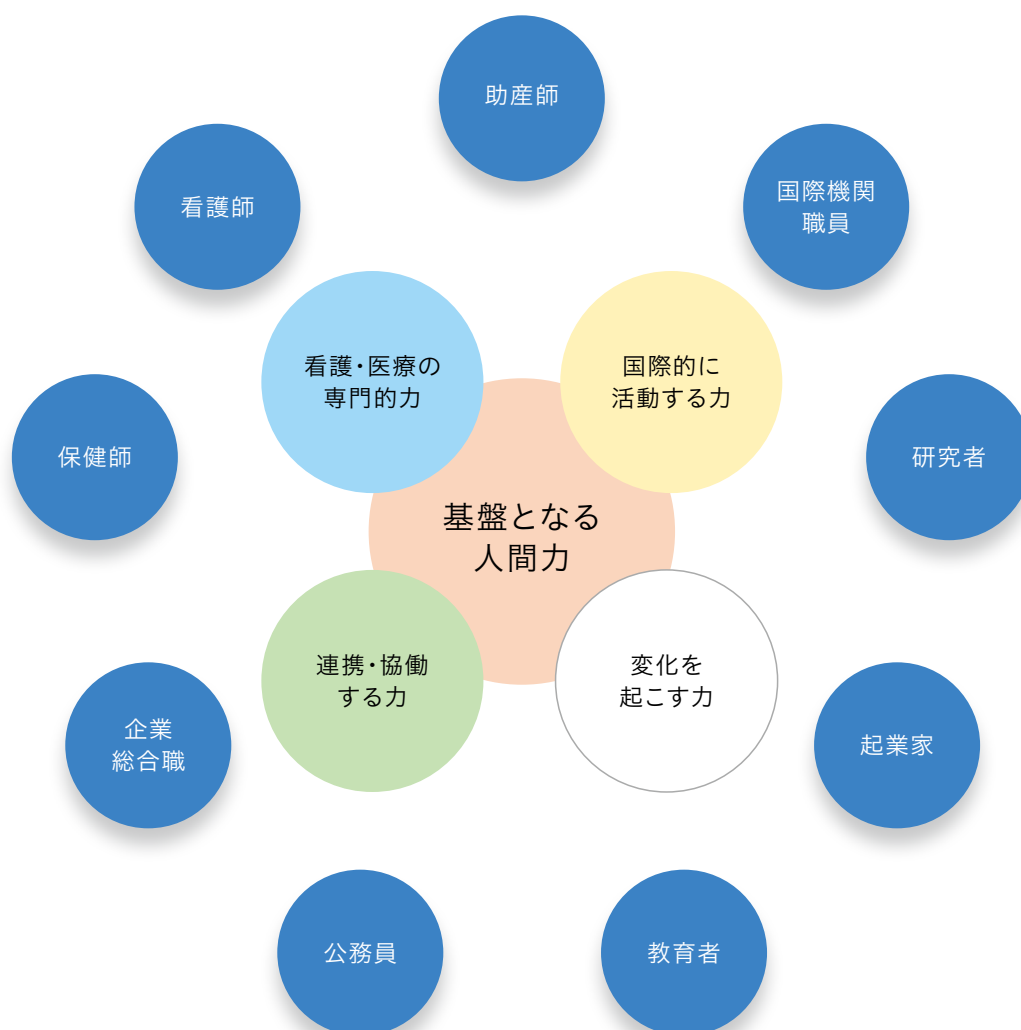 助産師
看護師
国際機関
職員
看護・医療の
専門的力
国際的に
活動する力
保健師
研究者
基盤となる
人間力
連携・協働
する力
変化を
起こす力
企業
総合職
起業家
公務員
教育者